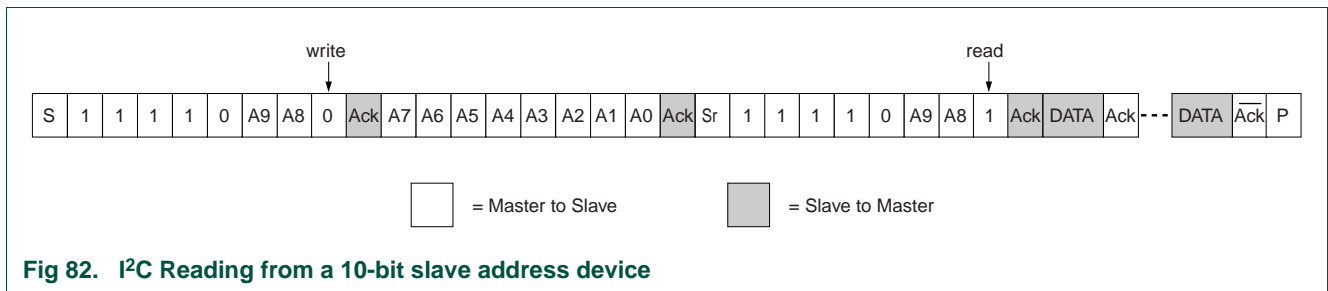 write read
S 1 1 1 1 0 A9 A8 0 Ack A7 A6 A5 A4 A3 A2 A1 A0 Ack Sr 1 1 1 1 0 A9 A8 1 Ack DATA Ack DATA A̅c̅k̅ P
= Master to Slave = Slave to Master
Fig 82. I²C Reading from a 10-bit slave address device